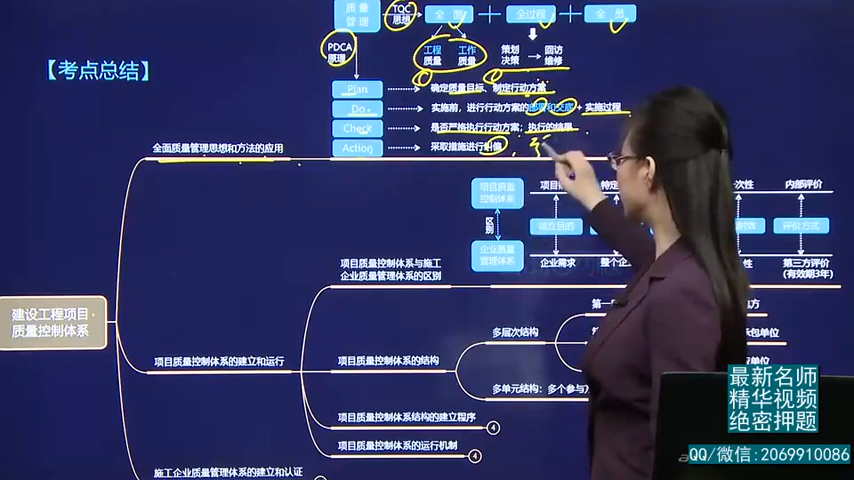 质量管理
TQC思想
全面
全过程
全员
PDCA原理
工程质量
工作质量
策划决策
回访维修
【考点总结】
Plan
确定质量目标、制定行动方案
Do
实施前，进行行动方案的部署和交底 + 实施过程
Check
是否严格执行行动方案；执行的结果
Action
采取措施进行纠偏
全面质量管理思想和方法的应用
项目质量控制体系
内部评价
区别
建立目的
评价方式
企业质量管理体系
企业需求
第三方评价
(有效期3年)
项目质量控制体系与施工
企业质量管理体系的区别
建设工程项目
质量控制体系
多层次结构
项目质量控制体系的建立和运行
项目质量控制体系的结构
多单元结构：多个参与
项目质量控制体系结构的建立程序
4
项目质量控制体系的运行机制
4
施工企业质量管理体系的建立和认证
最新名师
精华视频
绝密押题
QQ/微信:2069910086